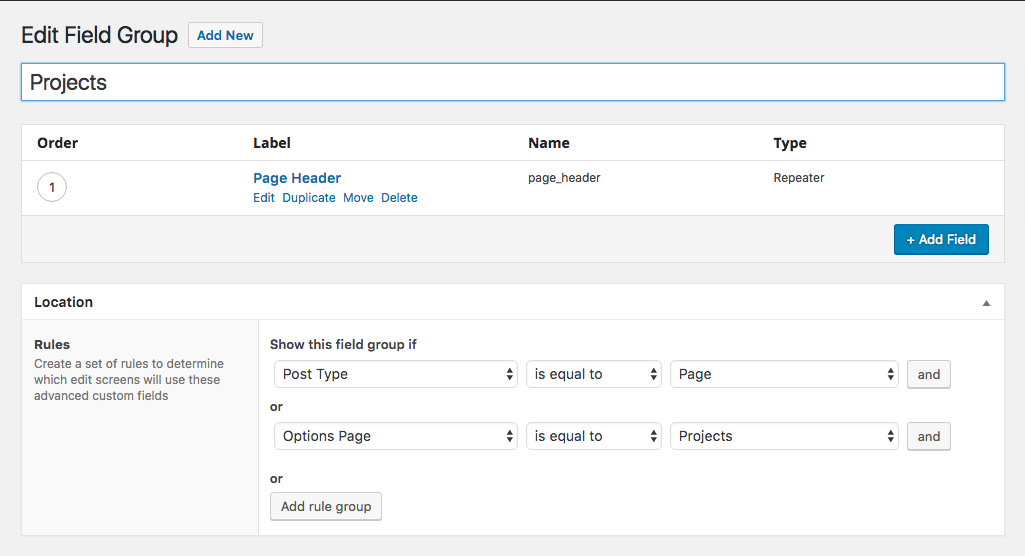 Edit Field Group Add New
Projects
Order Label Name Type
1 Page Header page_header Repeater
Edit Duplicate Move Delete
+ Add Field
Location
Rules
Create a set of rules to determine
which edit screens will use these
advanced custom fields
Show this field group if
Post Type is equal to Page and
or
Options Page is equal to Projects and
or
Add rule group